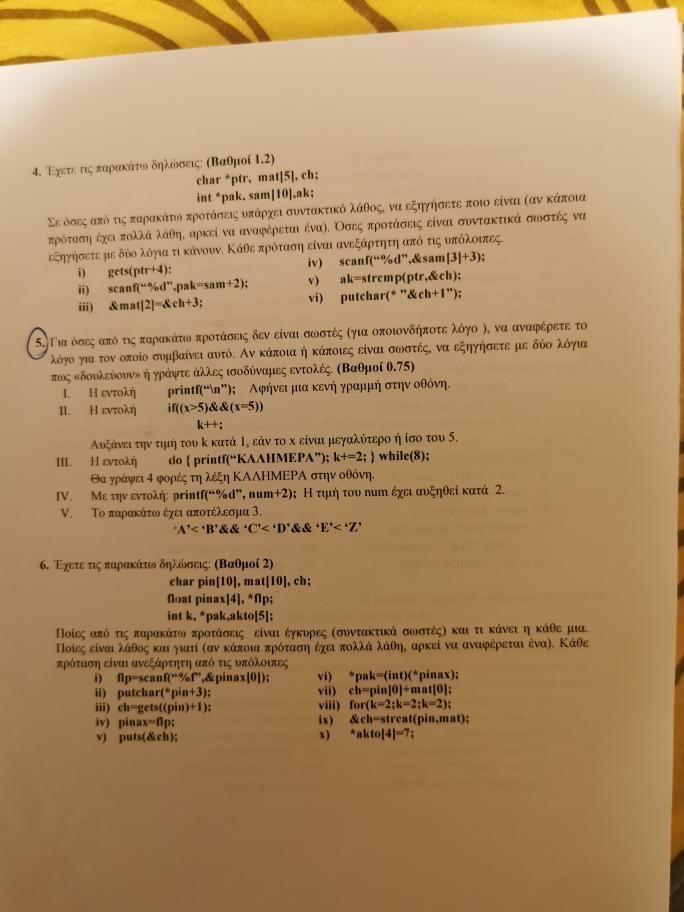 4. Έχετε τις παρακάτω δηλώσεις: (Βαθμοί 1.2)
char *ptr, mat[5], ch;
int *pak, sam[10],ak;
Σε όσες από τις παρακάτω προτάσεις υπάρχει συντακτικό λάθος, να εξηγήσετε ποιο είναι (αν κάποια
πρόταση έχει πολλά λάθη, αρκεί να αναφέρεται ένα). Όσες προτάσεις είναι συντακτικά σωστές να
εξηγήσετε με δύο λόγια τι κάνουν. Κάθε πρόταση είναι ανεξάρτητη από τις υπόλοιπες.
i) gets(ptr+4): iv) scanf(“%d”,&sam[3]+3);
ii) scanf(“%d”,pak=sam+2); v) ak=strcmp(ptr,&ch);
iii) &mat[2]=&ch+3; vi) putchar(* ”&ch+1”);
5. Για όσες από τις παρακάτω προτάσεις δεν είναι σωστές (για οποιονδήποτε λόγο ), να αναφέρετε το
λόγο για τον οποίο συμβαίνει αυτό. Αν κάποια ή κάποιες είναι σωστές, να εξηγήσετε με δύο λόγια
πως «δουλεύουν» ή γράψτε άλλες ισοδύναμες εντολές. (Βαθμοί 0.75)
I. Η εντολή printf(“\n”); Αφήνει μια κενή γραμμή στην οθόνη.
II. Η εντολή if((x>5)&&(x=5))
k++;
Αυξάνει την τιμή του k κατά 1, εάν το x είναι μεγαλύτερο ή ίσο του 5.
III. Η εντολή do { printf(“ΚΑΛΗΜΕΡΑ”); k+=2; } while(8);
Θα γράψει 4 φορές τη λέξη ΚΑΛΗΜΕΡΑ στην οθόνη.
IV. Με την εντολή: printf(“%d”, num+2); Η τιμή του num έχει αυξηθεί κατά 2.
V. Το παρακάτω έχει αποτέλεσμα 3.
‘A’< ‘B’&& ‘C’< ‘D’&& ‘E’< ‘Z’
6. Έχετε τις παρακάτω δηλώσεις: (Βαθμοί 2)
char pin[10], mat[10], ch;
float pinax[4], *flp;
int k, *pak,akto[5];
Ποίες από τις παρακάτω προτάσεις είναι έγκυρες (συντακτικά σωστές) και τι κάνει η κάθε μια.
Ποίες είναι λάθος και γιατί (αν κάποια πρόταση έχει πολλά λάθη, αρκεί να αναφέρεται ένα). Κάθε
πρόταση είναι ανεξάρτητη από τις υπόλοιπες
i) flp=scanf(“%f”,&pinax[0]); vi) *pak=(int)(*pinax);
ii) putchar(*pin+3); vii) ch=pin[0]+mat[0];
iii) ch=gets((pin)+1); viii) for(k=2;k=2;k=2);
iv) pinax=flp; ix) &ch=strcat(pin,mat);
v) puts(&ch); x) *akto[4]=7;